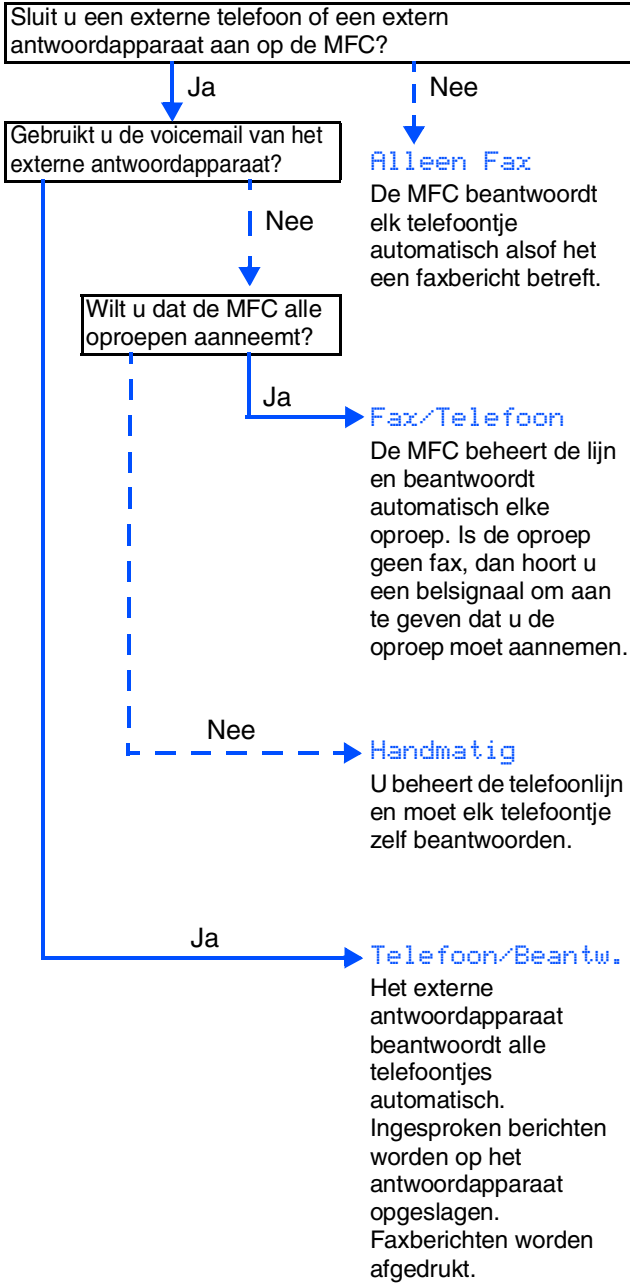 Sluit u een externe telefoon of een extern
antwoordapparaat aan op de MFC?
Ja
Nee
Gebruikt u de voicemail van het
externe antwoordapparaat?
Alleen Fax
De MFC beantwoordt
elk telefoontje
automatisch alsof het
een faxbericht betreft.
Nee
Wilt u dat de MFC alle
oproepen aanneemt?
Ja
Fax/Telefoon
De MFC beheert de lijn
en beantwoordt
automatisch elke
oproep. Is de oproep
geen fax, dan hoort u
een belsignaal om aan
te geven dat u de
oproep moet aannemen.
Nee
Handmatig
U beheert de telefoonlijn
en moet elk telefoontje
zelf beantwoorden.
Ja
Telefoon/Beantw.
Het externe
antwoordapparaat
beantwoordt alle
telefoontjes
automatisch.
Ingesproken berichten
worden op het
antwoordapparaat
opgeslagen.
Faxberichten worden
afgedrukt.